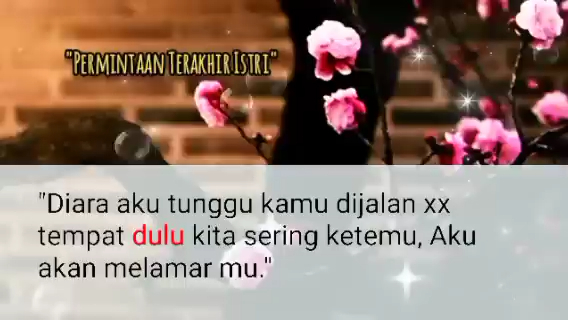 "Permintaan Terakhir Istri"
"Diara aku tunggu kamu dijalan xx
tempat dulu kita sering ketemu, Aku
akan melamar mu."